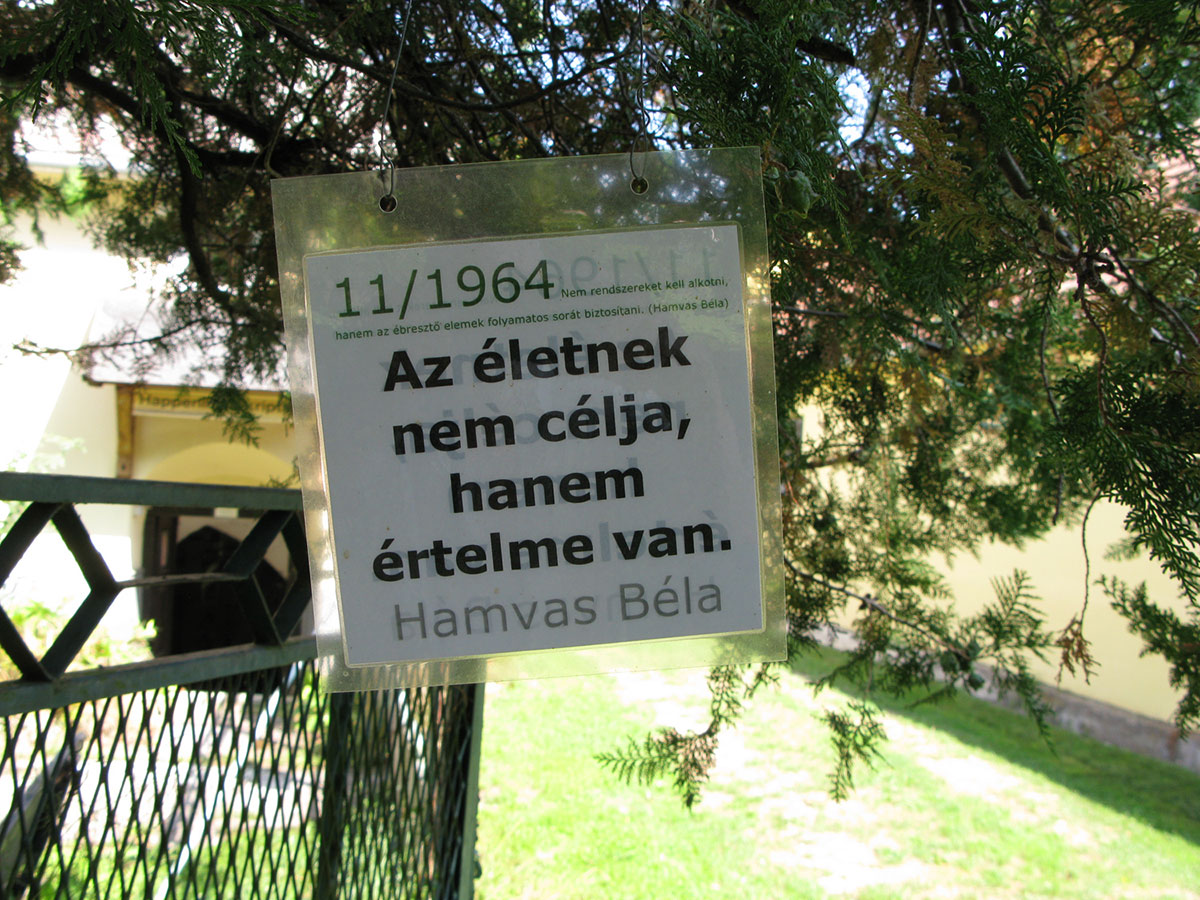 11/1964 Nem rendszereket kell alkotni,
hanem az ébresztő elemek folyamatos sorát biztosítani. (Hamvas Béla)
Az életnek
nem célja,
hanem
értelme van.
Hamvas Béla